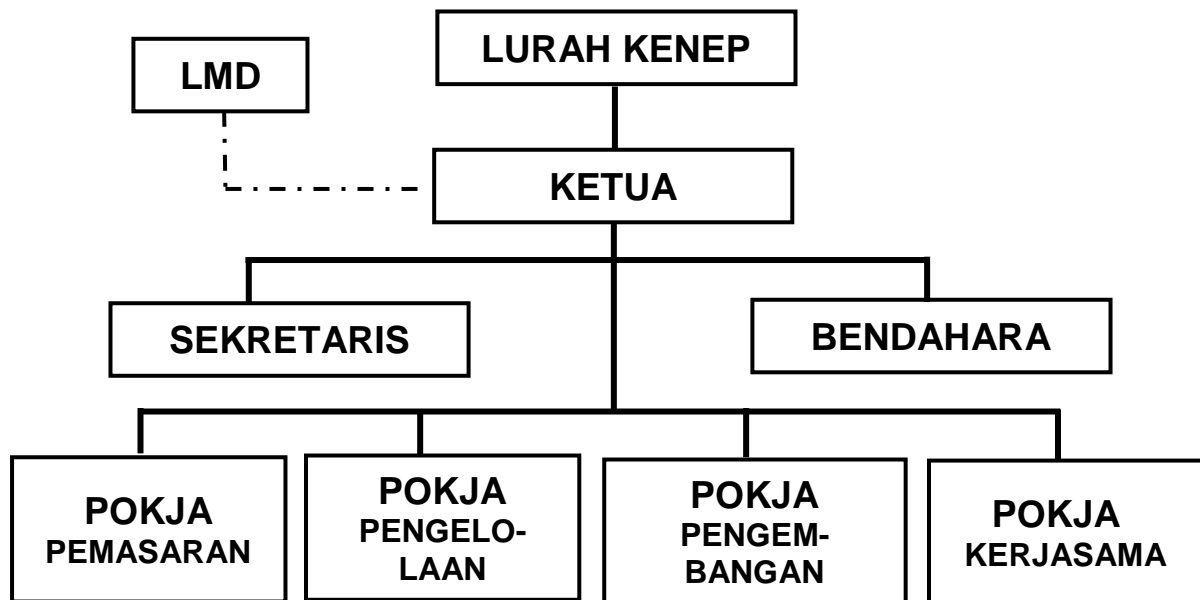 LURAH KENEP
LMD
KETUA
SEKRETARIS
BENDAHARA
POKJA
PEMASARAN
POKJA
PENGELO-
LAAN
POKJA
PENGEM-
BANGAN
POKJA
KERJASAMA